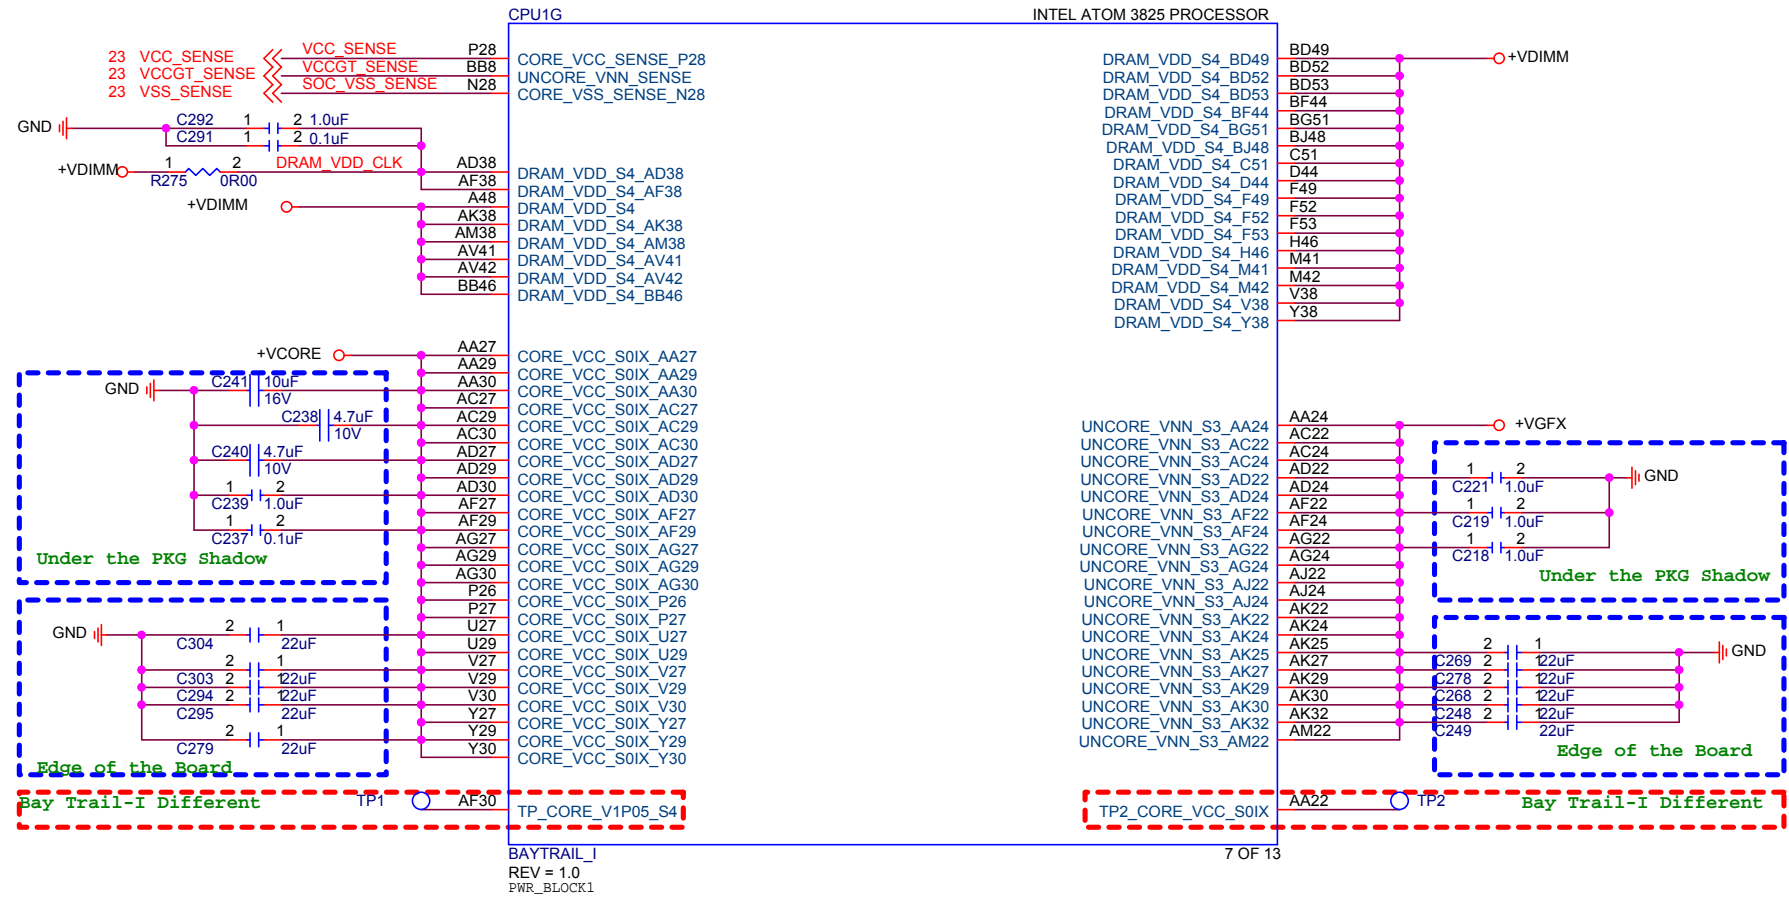 CPU1G
INTEL ATOM 3825 PROCESSOR
23 VCC_SENSE VCC_SENSE P28 CORE_VCC_SENSE_P28
23 VCCGT_SENSE VCCGT_SENSE BB8 UNCORE_VNN_SENSE
23 VSS_SENSE SOC_VSS_SENSE N28 CORE_VSS_SENSE_N28
GND C292 1 2 1.0uF
C291 1 2 0.1uF
+VDIMM 1 2 DRAM_VDD_CLK AD38 DRAM_VDD_S4_AD38
R275 0R00 AF38 DRAM_VDD_S4_AF38
+VDIMM A48 DRAM_VDD_S4
AK38 DRAM_VDD_S4_AK38
AM38 DRAM_VDD_S4_AM38
AV41 DRAM_VDD_S4_AV41
AV42 DRAM_VDD_S4_AV42
BB46 DRAM_VDD_S4_BB46
+VCORE AA27 CORE_VCC_S0IX_AA27
AA29 CORE_VCC_S0IX_AA29
GND C241 10uF AA30 CORE_VCC_S0IX_AA30
16V AC27 CORE_VCC_S0IX_AC27
C238 4.7uF AC29 CORE_VCC_S0IX_AC29
10V AC30 CORE_VCC_S0IX_AC30
C240 4.7uF AD27 CORE_VCC_S0IX_AD27
10V AD29 CORE_VCC_S0IX_AD29
1 2 AD30 CORE_VCC_S0IX_AD30
C239 1.0uF AF27 CORE_VCC_S0IX_AF27
1 2 AF29 CORE_VCC_S0IX_AF29
C237 0.1uF AG27 CORE_VCC_S0IX_AG27
Under the PKG Shadow AG29 CORE_VCC_S0IX_AG29
AG30 CORE_VCC_S0IX_AG30
P26 CORE_VCC_S0IX_P26
P27 CORE_VCC_S0IX_P27
GND 2 1 U27 CORE_VCC_S0IX_U27
C304 22uF U29 CORE_VCC_S0IX_U29
2 1 V27 CORE_VCC_S0IX_V27
C303 2 1 22uF V29 CORE_VCC_S0IX_V29
C294 2 1 22uF V30 CORE_VCC_S0IX_V30
C295 22uF Y27 CORE_VCC_S0IX_Y27
2 1 Y29 CORE_VCC_S0IX_Y29
C279 22uF Y30 CORE_VCC_S0IX_Y30
Edge of the Board
Bay Trail-I Different TP1 AF30 TP_CORE_V1P05_S4
DRAM_VDD_S4_BD49 BD49 +VDIMM
DRAM_VDD_S4_BD52 BD52
DRAM_VDD_S4_BD53 BD53
DRAM_VDD_S4_BF44 BF44
DRAM_VDD_S4_BG51 BG51
DRAM_VDD_S4_BJ48 BJ48
DRAM_VDD_S4_C51 C51
DRAM_VDD_S4_D44 D44
DRAM_VDD_S4_F49 F49
DRAM_VDD_S4_F52 F52
DRAM_VDD_S4_F53 F53
DRAM_VDD_S4_H46 H46
DRAM_VDD_S4_M41 M41
DRAM_VDD_S4_M42 M42
DRAM_VDD_S4_V38 V38
DRAM_VDD_S4_Y38 Y38
UNCORE_VNN_S3_AA24 AA24 +VGFX
UNCORE_VNN_S3_AC22 AC22
UNCORE_VNN_S3_AC24 AC24
UNCORE_VNN_S3_AD22 AD22 1 2 GND
UNCORE_VNN_S3_AD24 AD24 C221 1.0uF
UNCORE_VNN_S3_AF22 AF22 1 2
UNCORE_VNN_S3_AF24 AF24 C219 1.0uF
UNCORE_VNN_S3_AG22 AG22 1 2
UNCORE_VNN_S3_AG24 AG24 C218 1.0uF
UNCORE_VNN_S3_AJ22 AJ22 Under the PKG Shadow
UNCORE_VNN_S3_AJ24 AJ24
UNCORE_VNN_S3_AK22 AK22
UNCORE_VNN_S3_AK24 AK24
UNCORE_VNN_S3_AK25 AK25 2 1 GND
UNCORE_VNN_S3_AK27 AK27 C269 2 1 22uF
UNCORE_VNN_S3_AK29 AK29 C278 2 1 22uF
UNCORE_VNN_S3_AK30 AK30 C268 2 1 22uF
UNCORE_VNN_S3_AK32 AK32 C248 2 1 22uF
UNCORE_VNN_S3_AM22 AM22 C249 22uF
Edge of the Board
TP2_CORE_VCC_S0IX AA22 TP2 Bay Trail-I Different
BAYTRAIL_I
7 OF 13
REV = 1.0
PWR_BLOCK1